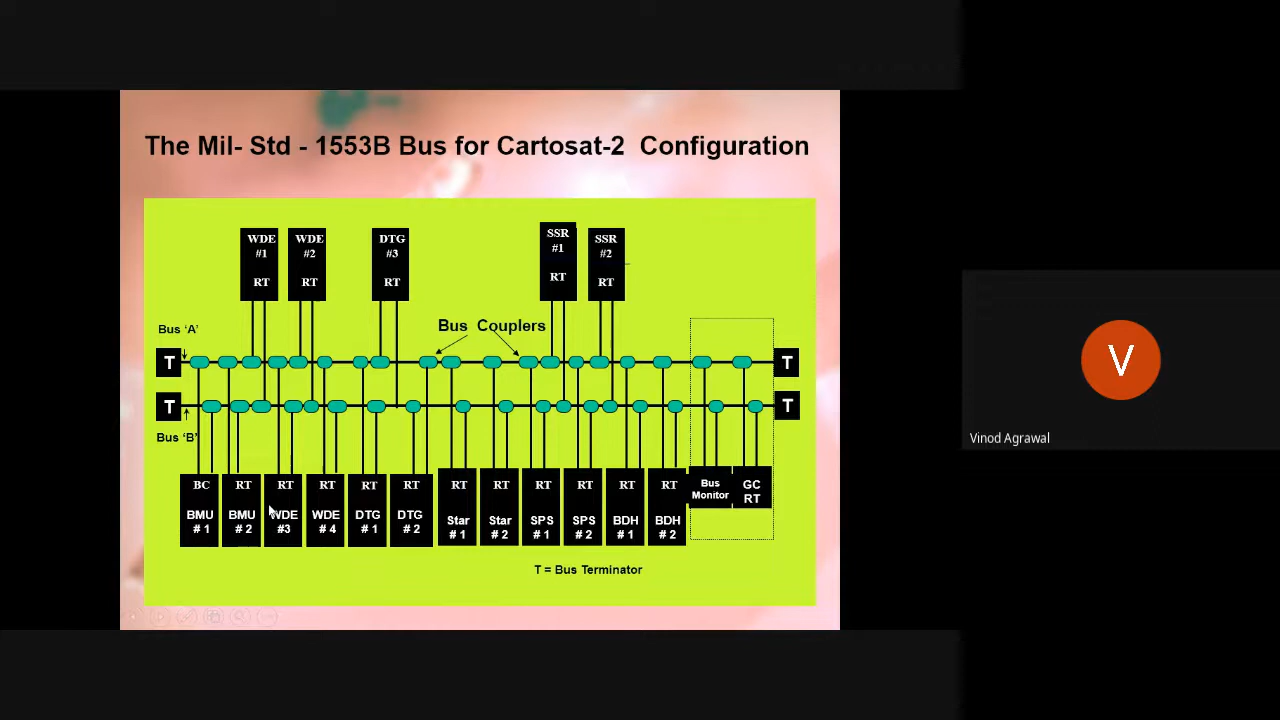 The Mil- Std - 1553B Bus for Cartosat-2 Configuration
WDE
#1
RT
WDE
#2
RT
DTG
#3
RT
SSR
#1
RT
SSR
#2
RT
Bus 'A'
Bus Couplers
T
T
T
T
Bus 'B'
BC
BMU
# 1
RT
BMU
# 2
RT
WDE
#3
RT
WDE
# 4
RT
DTG
# 1
RT
DTG
# 2
RT
Star
# 1
RT
Star
# 2
RT
SPS
# 1
RT
SPS
# 2
RT
BDH
# 1
RT
BDH
# 2
Bus
Monitor
GC
RT
T = Bus Terminator
V
Vinod Agrawal